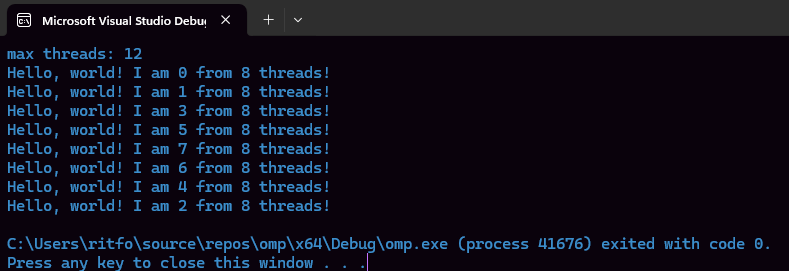 Microsoft Visual Studio Debug
max threads: 12
Hello, world! I am 0 from 8 threads!
Hello, world! I am 1 from 8 threads!
Hello, world! I am 3 from 8 threads!
Hello, world! I am 5 from 8 threads!
Hello, world! I am 7 from 8 threads!
Hello, world! I am 6 from 8 threads!
Hello, world! I am 4 from 8 threads!
Hello, world! I am 2 from 8 threads!
C:\Users\ritfo\source\repos\omp\x64\Debug\omp.exe (process 41676) exited with code 0.
Press any key to close this window . . .